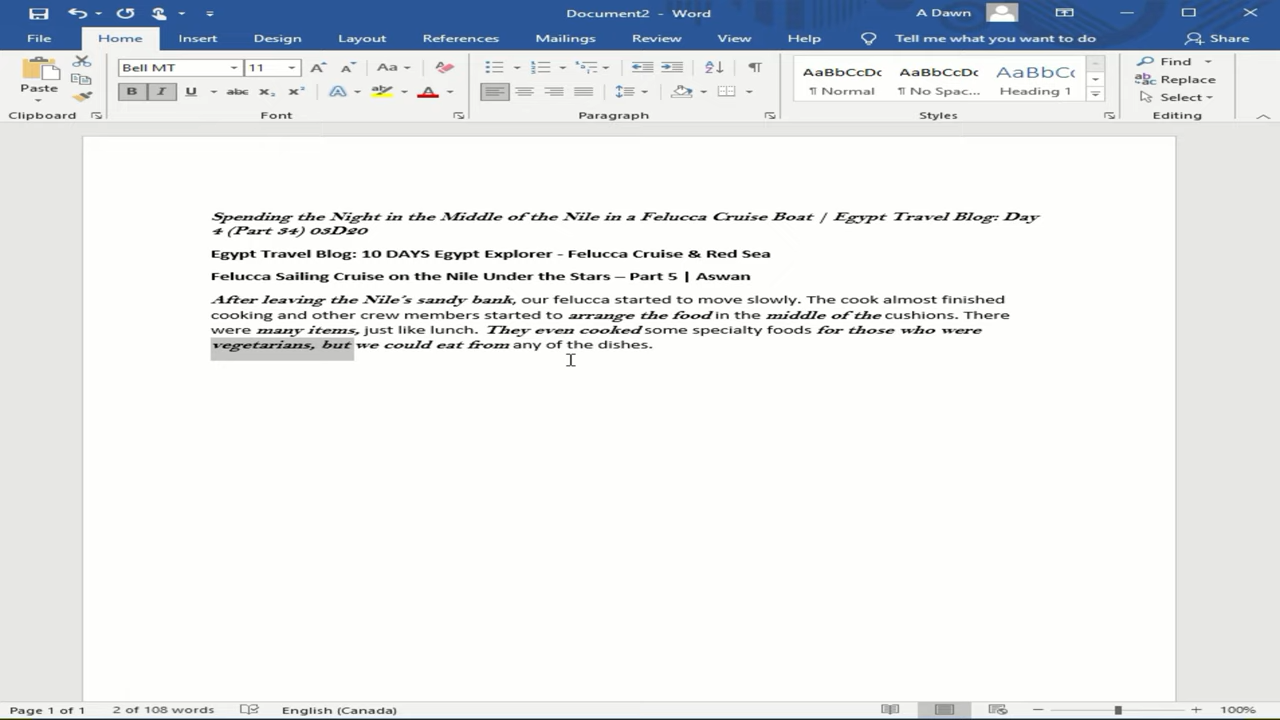 Document2 - Word
A Dawn
File Home Insert Design Layout References Mailings Review View Help Tell me what you want to do Share
Paste
Clipboard
Bell MT 11
Font
Paragraph
AaBbCcDc AaBbCcDc AaBbC(
¶ Normal ¶ No Spac... Heading 1
Styles
Find
Replace
Select
Editing
Spending the Night in the Middle of the Nile in a Felucca Cruise Boat / Egypt Travel Blog: Day
4 (Part 34) 03D20
Egypt Travel Blog: 10 DAYS Egypt Explorer - Felucca Cruise & Red Sea
Felucca Sailing Cruise on the Nile Under the Stars – Part 5 | Aswan
After leaving the Nile's sandy bank, our felucca started to move slowly. The cook almost finished
cooking and other crew members started to arrange the food in the middle of the cushions. There
were many items, just like lunch. They even cooked some specialty foods for those who were
vegetarians, but we could eat from any of the dishes.
Page 1 of 1 2 of 108 words English (Canada) 100%